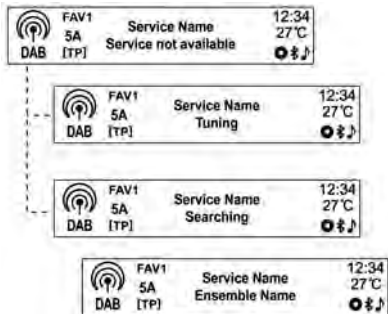 FAV1 Service Name 12:34
5A Service not available 27℃
DAB [TP]
FAV1 Service Name 12:34
5A Tuning 27℃
DAB [TP]
FAV1 Service Name 12:34
5A Searching 27℃
DAB [TP]
FAV1 Service Name 12:34
5A Ensemble Name 27℃
DAB [TP]